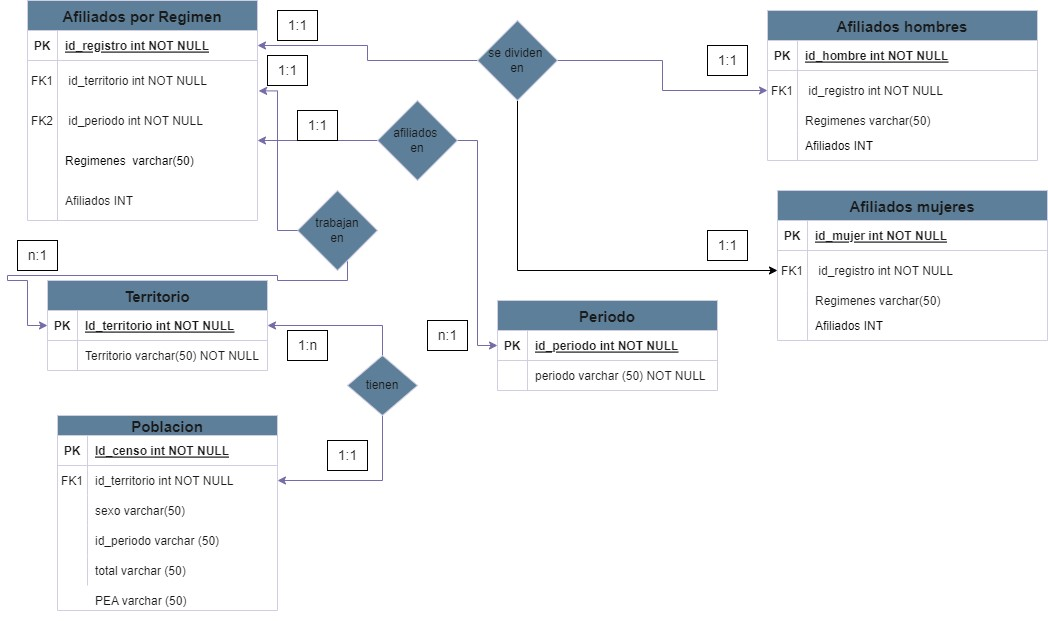 Afiliados por Regimen
PK id_registro int NOT NULL
FK1 id_territorio int NOT NULL
FK2 id_periodo int NOT NULL
Regimenes varchar(50)
Afiliados INT
1:1
1:1
1:1
se dividen
en
afiliados
en
trabajan
en
1:1
Afiliados hombres
PK id_hombre int NOT NULL
FK1 id_registro int NOT NULL
Regimenes varchar(50)
Afiliados INT
Afiliados mujeres
PK id_mujer int NOT NULL
FK1 id_registro int NOT NULL
Regimenes varchar(50)
Afiliados INT
1:1
n:1
Territorio
PK Id_territorio int NOT NULL
Territorio varchar(50) NOT NULL
1:n
tienen
1:1
n:1
Periodo
PK id_periodo int NOT NULL
periodo varchar (50) NOT NULL
Poblacion
PK Id_censo int NOT NULL
FK1 id_territorio int NOT NULL
sexo varchar(50)
id_periodo varchar (50)
total varchar (50)
PEA varchar (50)